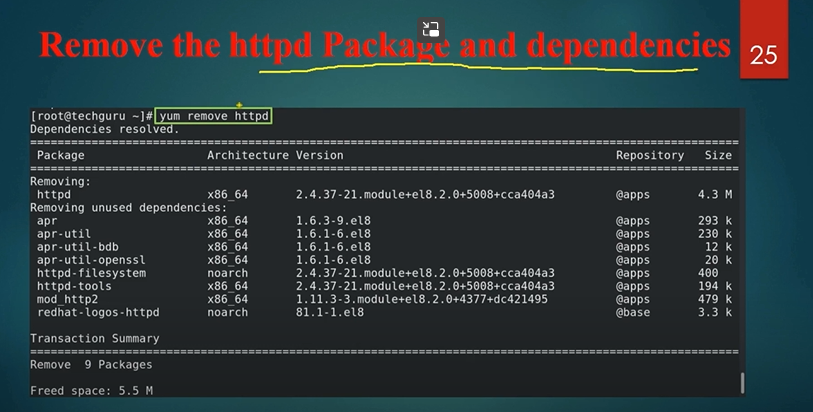 Remove the httpd Package and dependencies
25
[root@techguru ~]# yum remove httpd
Dependencies resolved.
================================================================================
Package Architecture Version Repository Size
================================================================================
Removing:
httpd x86_64 2.4.37-21.module+el8.2.0+5008+cca404a3 @apps 4.3 M
Removing unused dependencies:
apr x86_64 1.6.3-9.el8 @apps 293 k
apr-util x86_64 1.6.1-6.el8 @apps 230 k
apr-util-bdb x86_64 1.6.1-6.el8 @apps 12 k
apr-util-openssl x86_64 1.6.1-6.el8 @apps 20 k
httpd-filesystem noarch 2.4.37-21.module+el8.2.0+5008+cca404a3 @apps 400
httpd-tools x86_64 2.4.37-21.module+el8.2.0+5008+cca404a3 @apps 194 k
mod_http2 x86_64 1.11.3-3.module+el8.2.0+4377+dc421495 @apps 479 k
redhat-logos-httpd noarch 81.1-1.el8 @base 3.3 k
Transaction Summary
================================================================================
Remove 9 Packages
Freed space: 5.5 M